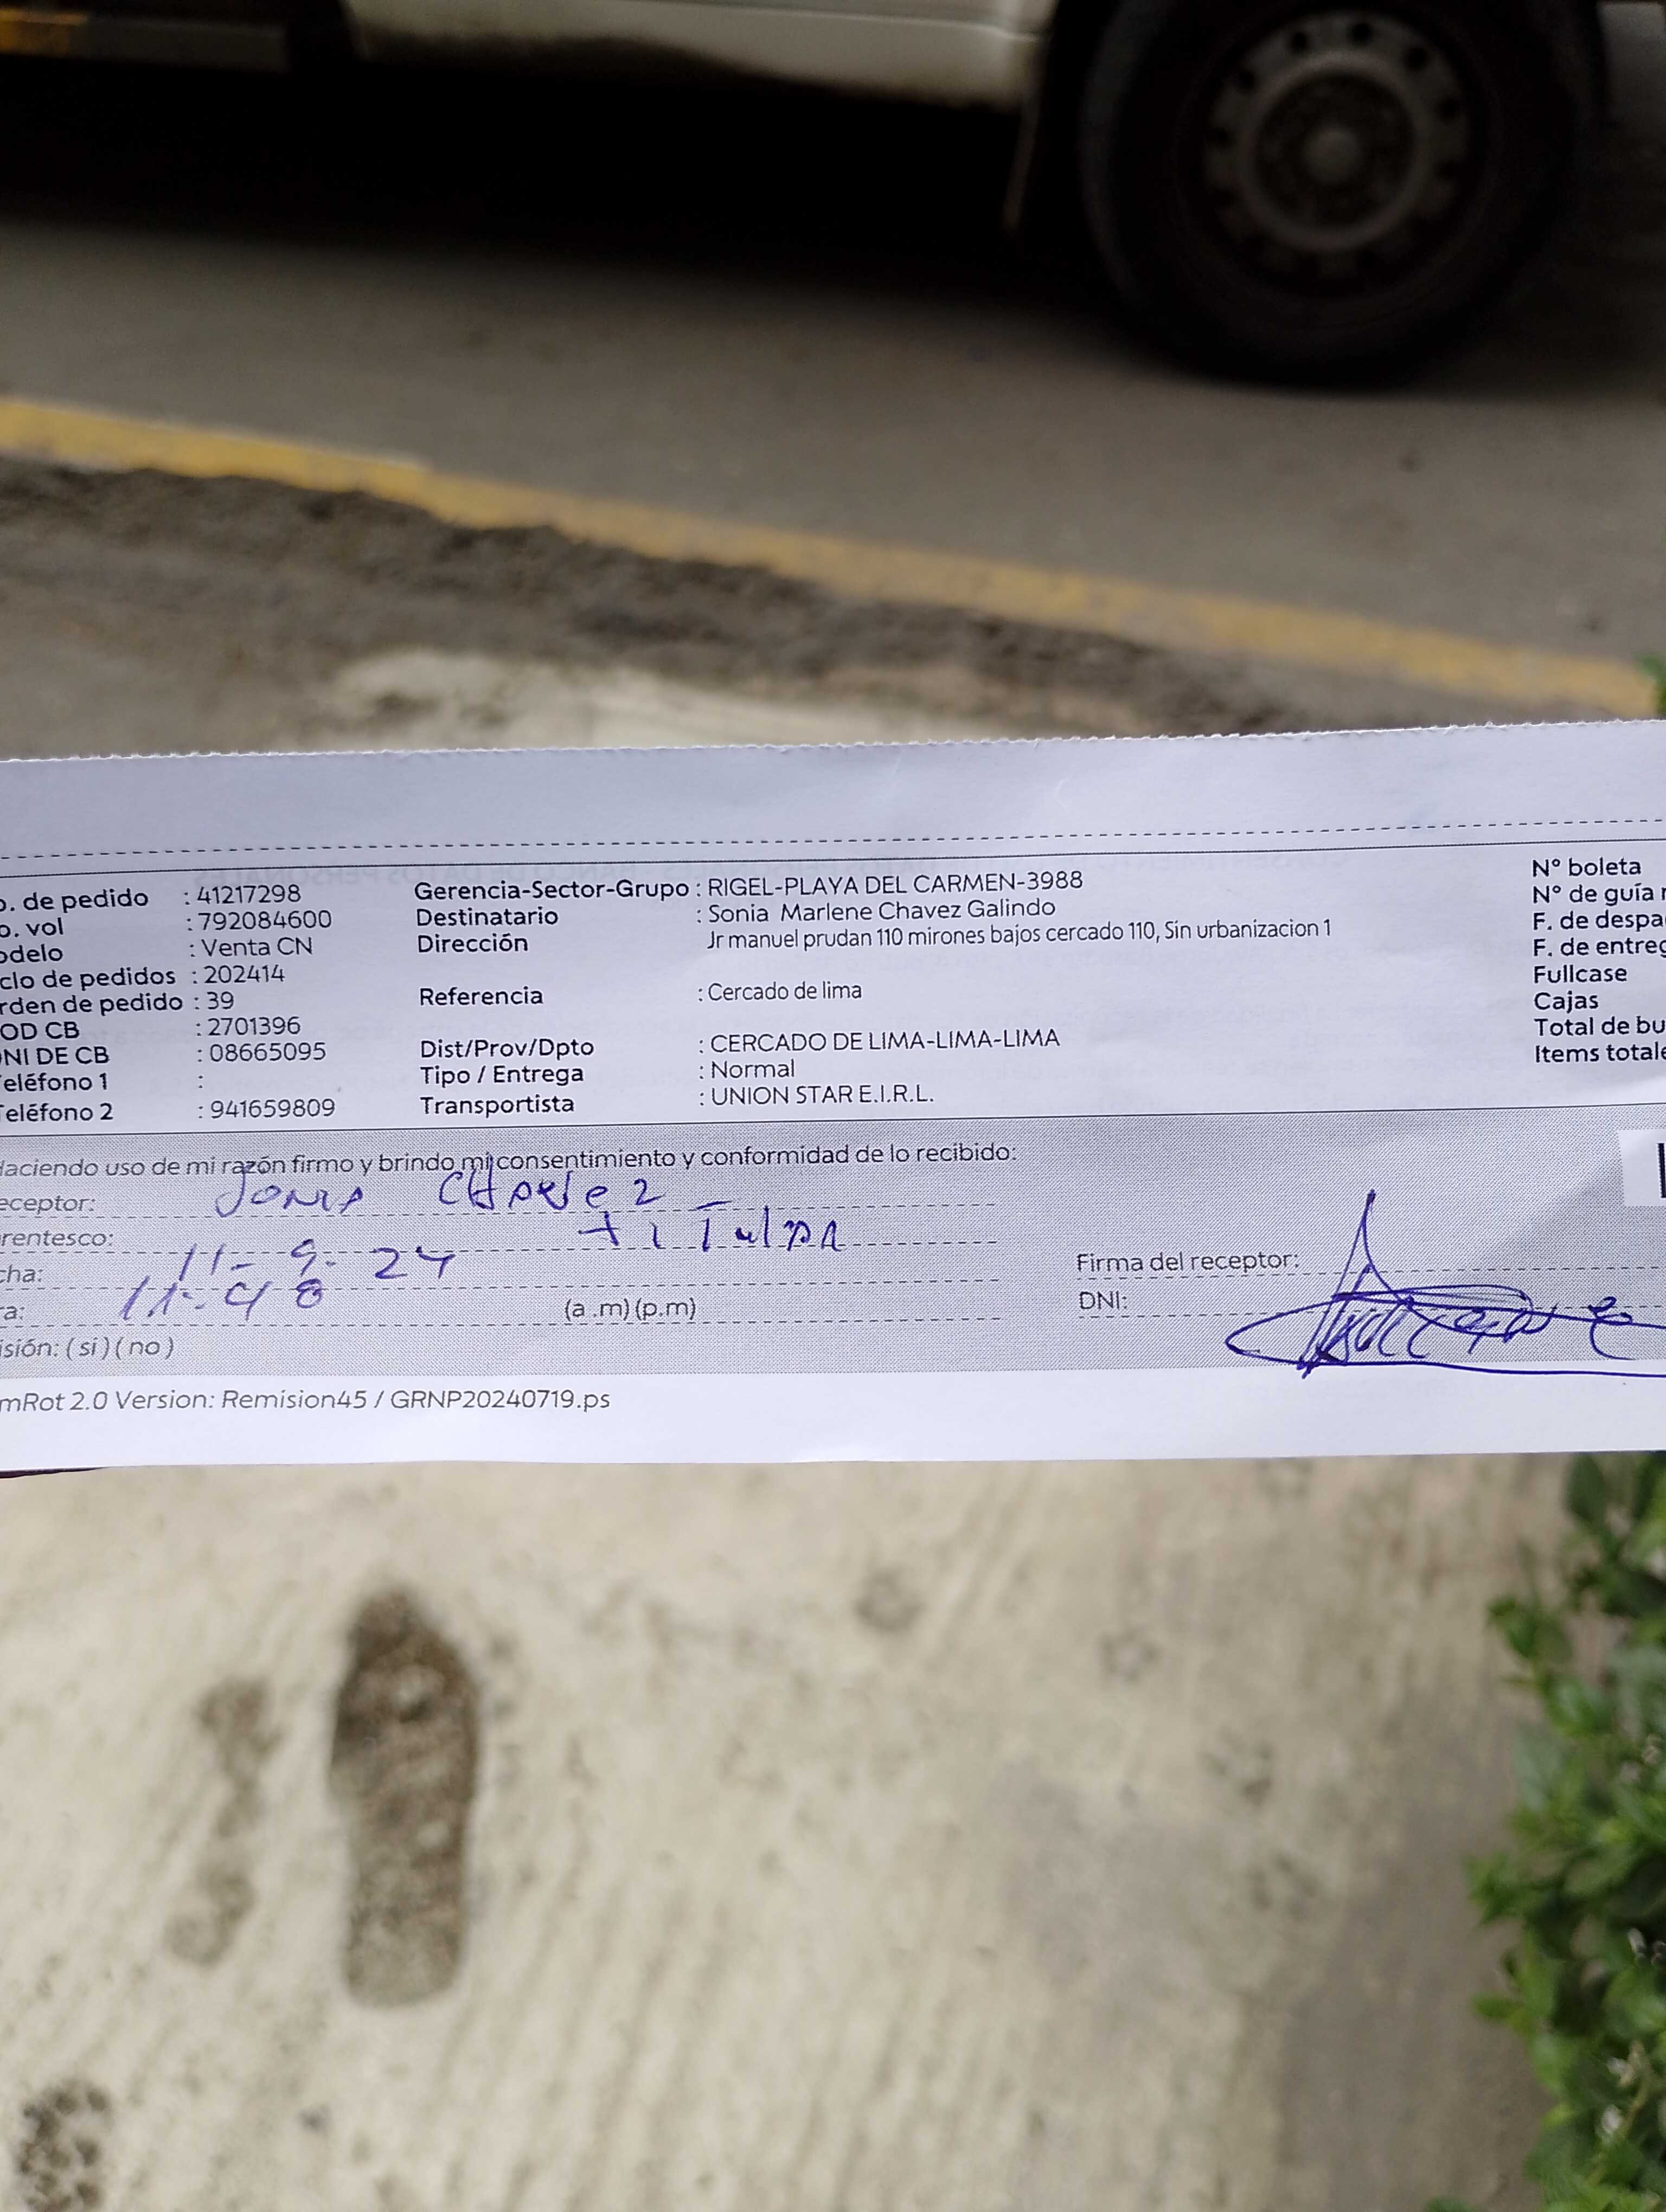 o. de pedido : 41217298
o. vol : 792084600
odelo : Venta CN
clo de pedidos : 202414
rden de pedido : 39
OD CB : 2701396
NI DE CB : 08665095
eléfono 1 :
Teléfono 2 : 941659809
Gerencia-Sector-Grupo : RIGEL-PLAYA DEL CARMEN-3988
Destinatario : Sonia Marlene Chavez Galindo
Dirección Jr manuel prudan 110 mirones bajos cercado 110, Sin urbanizacion 1
Referencia : Cercado de lima
Dist/Prov/Dpto : CERCADO DE LIMA-LIMA-LIMA
Tipo / Entrega : Normal
Transportista : UNION STAR E.I.R.L.
N° boleta
N° de guía r
F. de despa
F. de entreg
Fullcase
Cajas
Total de bu
Items totale
Haciendo uso de mi razón firmo y brindo mi consentimiento y conformidad de lo recibido:
eceptor: Sonia Chavez
rentesco: Titular
cha: 11-9-24
ra: 11:48 (a .m) (p.m)
isión: ( si ) ( no )
Firma del receptor:
DNI:
mRot 2.0 Version: Remision45 / GRNP20240719.ps